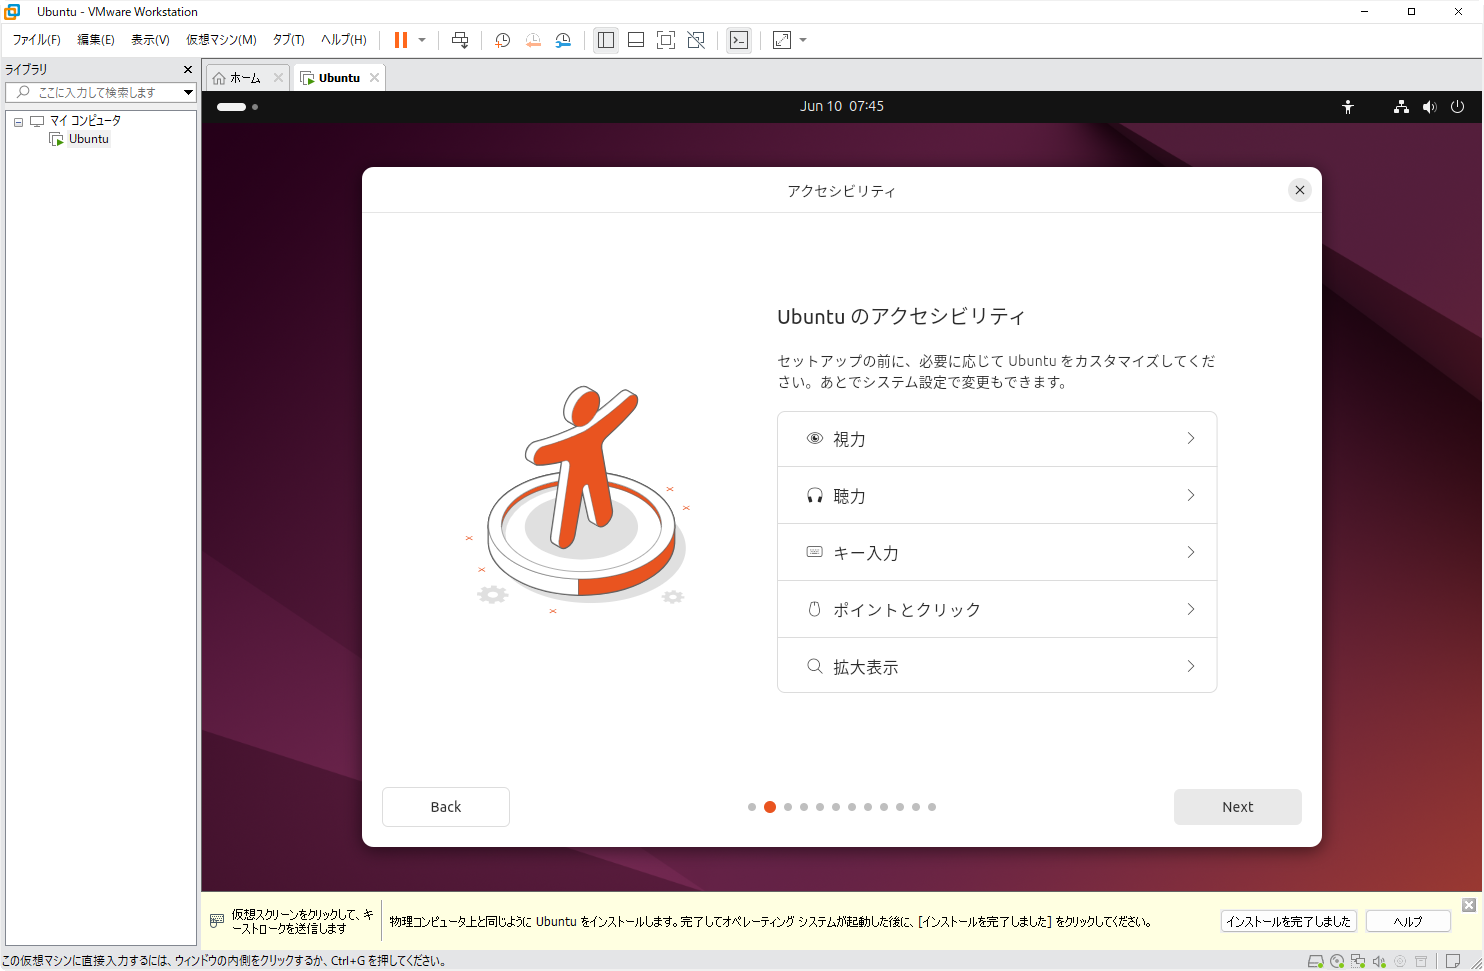 Ubuntu - VMware Workstation
ファイル(F) 編集(E) 表示(V) 仮想マシン(M) タブ(T) ヘルプ(H)
ライブラリ
ホーム
Ubuntu
ここに入力して検索します
Jun 10 07:45
マイ コンピュータ
Ubuntu
アクセシビリティ
Ubuntu のアクセシビリティ
セットアップの前に、必要に応じて Ubuntu をカスタマイズしてくだ
さい。あとでシステム設定で変更もできます。
視力
聴力
キー入力
ポイントとクリック
拡大表示
Back
Next
仮想スクリーンをクリックして、キ
ーストロークを送信します
物理コンピュータ上と同じように Ubuntu をインストールします。完了してオペレーティング システムが起動した後に、[インストールを完了しました] をクリックしてください。
インストールを完了しました
ヘルプ
この仮想マシンに直接入力するには、ウィンドウの内側をクリックするか、Ctrl+G を押してください。